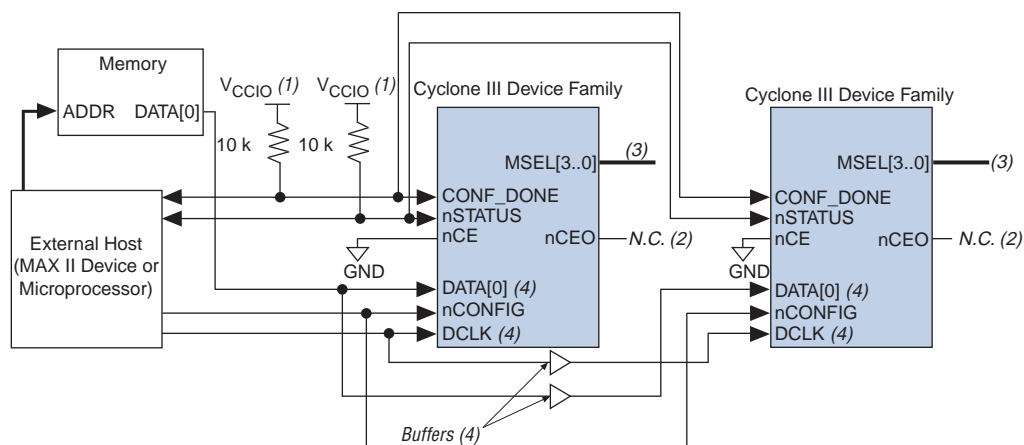 Memory
ADDR DATA[0]
VCCIO (1)
VCCIO (1)
10 k
10 k
Cyclone III Device Family
MSEL[3..0]
(3)
CONF_DONE
nSTATUS
nCE
nCEO
N.C. (2)
GND
DATA[0] (4)
nCONFIG
DCLK (4)
External Host
(MAX II Device or
Microprocessor)
Cyclone III Device Family
MSEL[3..0]
(3)
CONF_DONE
nSTATUS
nCE
nCEO
N.C. (2)
GND
DATA[0] (4)
nCONFIG
DCLK (4)
Buffers (4)